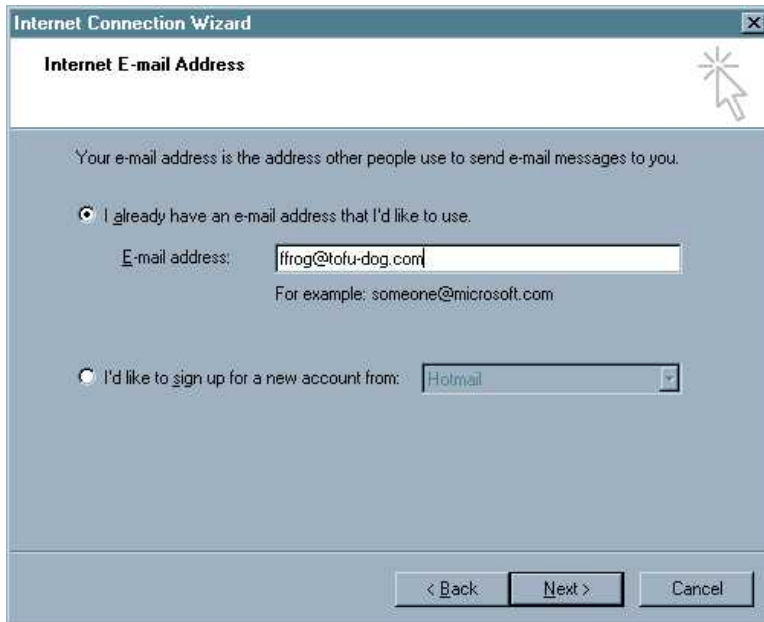 Internet Connection Wizard
Internet E-mail Address
Your e-mail address is the address other people use to send e-mail messages to you.
I already have an e-mail address that I'd like to use.
E-mail address: ffrog@tofu-dog.com
For example: someone@microsoft.com
I'd like to sign up for a new account from: Hotmail
< Back Next > Cancel